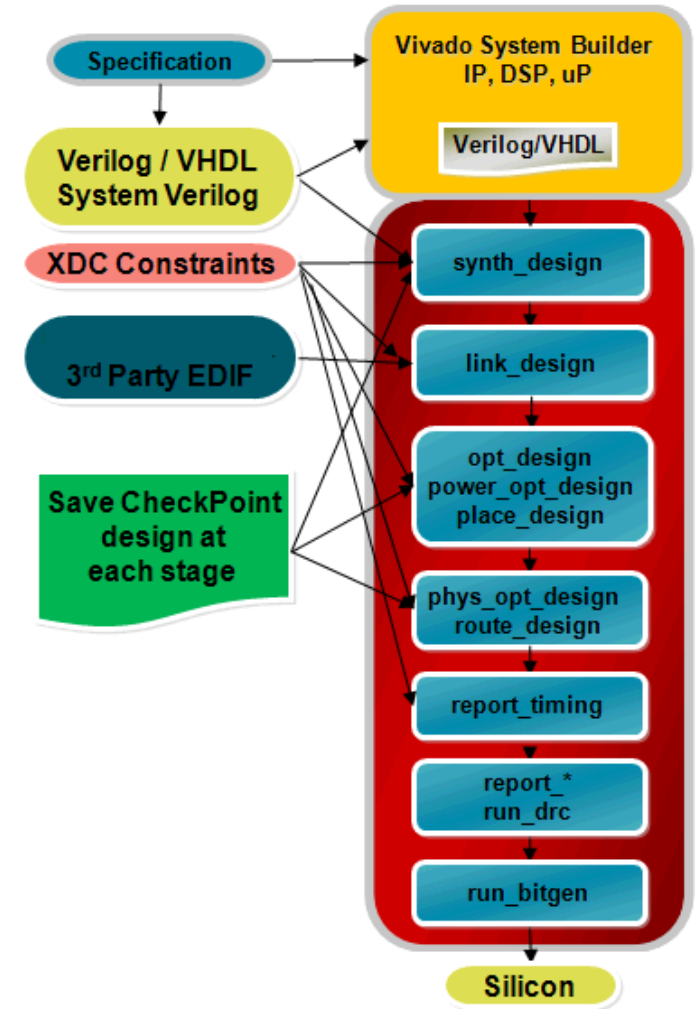 Specification
Vivado System Builder
IP, DSP, uP
Verilog/VHDL
Verilog / VHDL
System Verilog
XDC Constraints
3rd Party EDIF
Save CheckPoint
design at
each stage
synth_design
link_design
opt_design
power_opt_design
place_design
phys_opt_design
route_design
report_timing
report_*
run_drc
run_bitgen
Silicon